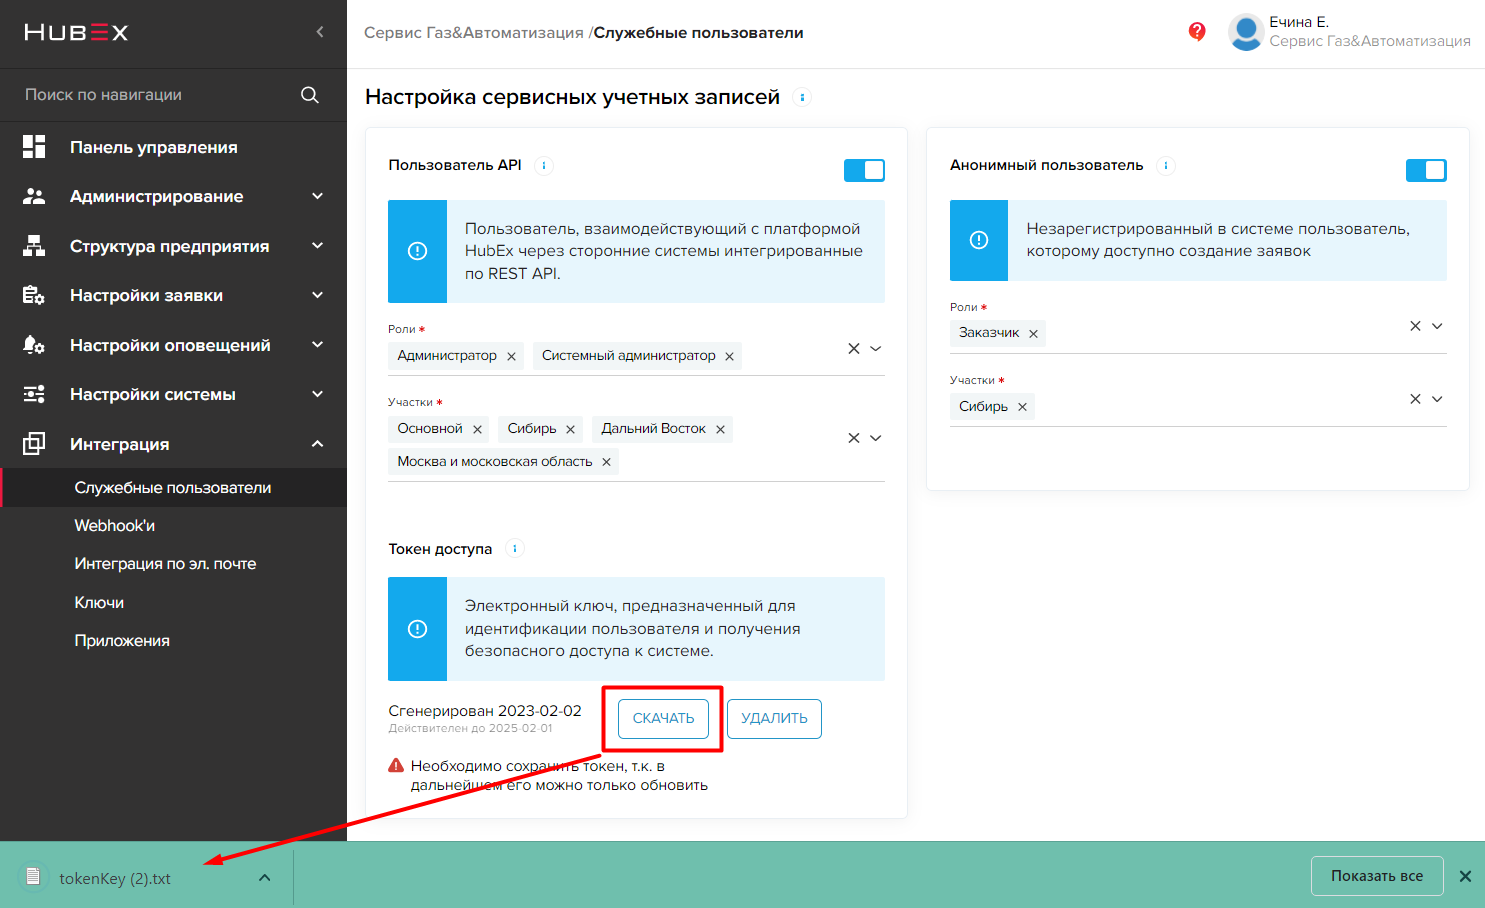 HUBEX
Поиск по навигации
Панель управления
Администрирование
Структура предприятия
Настройки заявки
Настройки оповещений
Настройки системы
Интеграция
Служебные пользователи
Webhook'и
Интеграция по эл. почте
Ключи
Приложения
Сервис Газ&Автоматизация /Служебные пользователи
Ечина Е.
Сервис Газ&Автоматизация
Настройка сервисных учетных записей
Пользователь API
Пользователь, взаимодействующий с платформой
HubEx через сторонние системы интегрированные
по REST API.
Роли *
Администратор Системный администратор
Участки *
Основной Сибирь Дальний Восток
Москва и московская область
Токен доступа
Электронный ключ, предназначенный для
идентификации пользователя и получения
безопасного доступа к системе.
Сгенерирован 2023-02-02
Действителен до 2025-02-01
СКАЧАТЬ УДАЛИТЬ
Необходимо сохранить токен, т.к. в
дальнейшем его можно только обновить
Анонимный пользователь
Незарегистрированный в системе пользователь,
которому доступно создание заявок
Роли *
Заказчик
Участки *
Сибирь
tokenKey (2).txt
Показать все